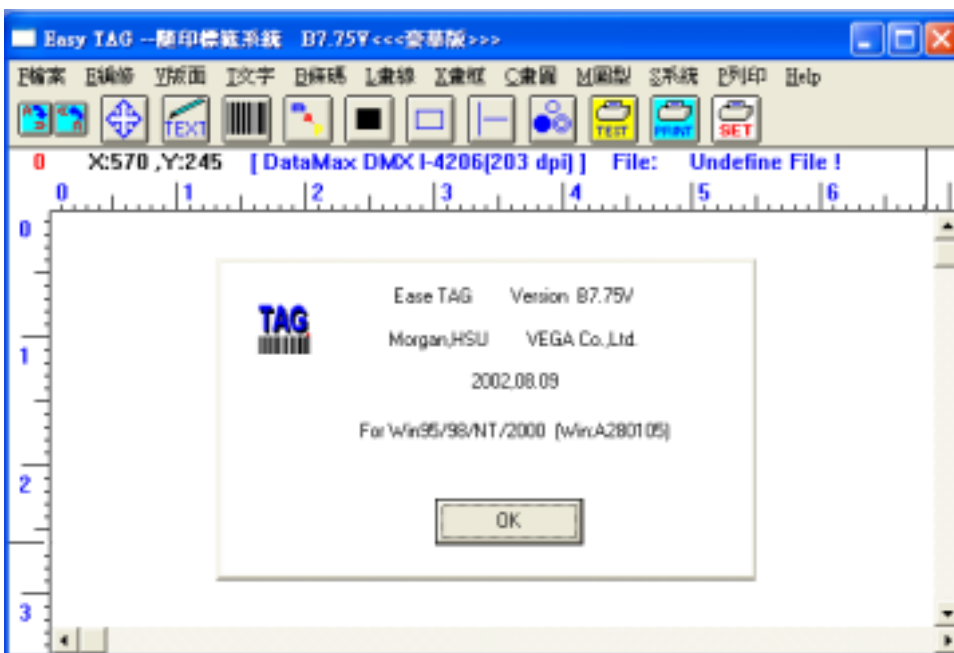 Easy TAG --隨印標籤系統 B7.75V<<<豪華版>>>
F檔案 E編修 V版面 T文字 B條碼 L畫線 X畫框 C畫圓 M圖型 S系統 P列印 Help
TEXT TEST PRINT SET
0 X:570 ,Y:245 [ DataMax DMX I-4206(203 dpi) ] File: Undefine File !
0 1 2 3 4 5 6
0
1
2
3
TAG
Ease TAG Version B7.75V
Morgan,HSU VEGA Co.,Ltd.
2002,08.09
For Win95/98/NT/2000 (Win:A280105)
OK